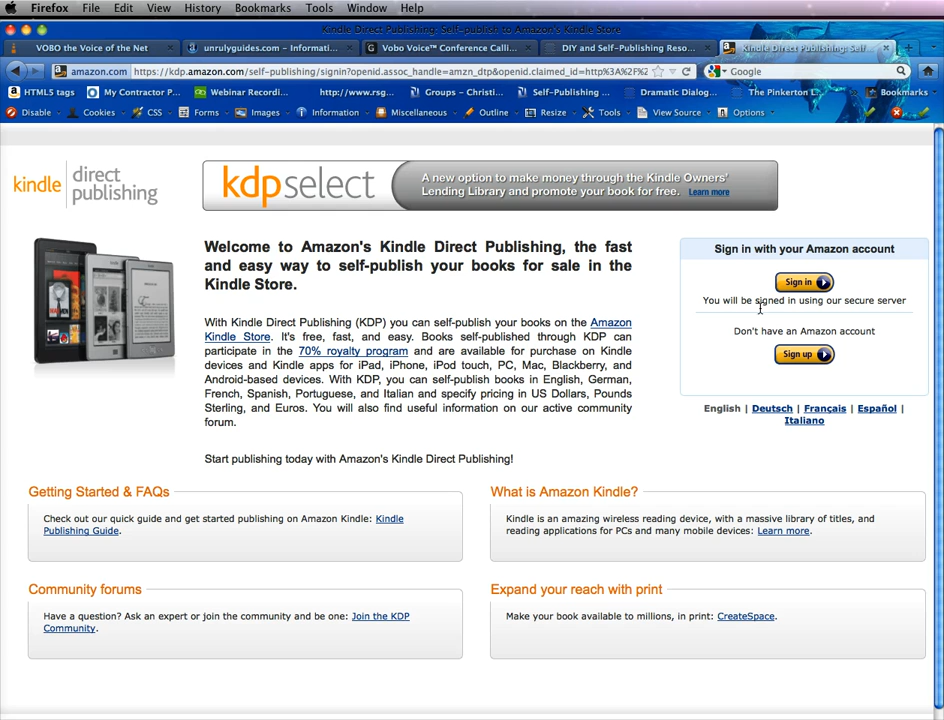 Firefox File Edit View History Bookmarks Tools Window Help
Kindle Direct Publishing: Self-publish to Amazon's Kindle Store
VOBO the Voice of the Net
unrulyguides.com – Informati...
Vobo Voice™ Conference Calli...
DIY and Self-Publishing Reso...
Kindle Direct Publishing: Self
amazon.com https://kdp.amazon.com/self-publishing/signin?openid.assoc_handle=amzn_dtp&openid.claimed_id=http%3A%2F%2 Google
HTML5 tags My Contractor P... Webinar Recordi... http://www.rsg... Groups – Christi... Self-Publishing ... Dramatic Dialog... The Pinkerton L... Bookmarks
Disable Cookies CSS Forms Images Information Miscellaneous Outline Resize Tools View Source Options
kindle direct publishing
kdpselect
A new option to make money through the Kindle Owners'
Lending Library and promote your book for free. Learn more
Welcome to Amazon's Kindle Direct Publishing, the fast
and easy way to self-publish your books for sale in the
Kindle Store.
With Kindle Direct Publishing (KDP) you can self-publish your books on the Amazon
Kindle Store. It's free, fast, and easy. Books self-published through KDP can
participate in the 70% royalty program and are available for purchase on Kindle
devices and Kindle apps for iPad, iPhone, iPod touch, PC, Mac, Blackberry, and
Android-based devices. With KDP, you can self-publish books in English, German,
French, Spanish, Portuguese, and Italian and specify pricing in US Dollars, Pounds
Sterling, and Euros. You will also find useful information on our active community
forum.
Start publishing today with Amazon's Kindle Direct Publishing!
Sign in with your Amazon account
Sign in
You will be signed in using our secure server
Don't have an Amazon account
Sign up
English | Deutsch | Français | Español |
Italiano
Getting Started & FAQs
Check out our quick guide and get started publishing on Amazon Kindle: Kindle
Publishing Guide.
What is Amazon Kindle?
Kindle is an amazing wireless reading device, with a massive library of titles, and
reading applications for PCs and many mobile devices: Learn more.
Community forums
Have a question? Ask an expert or join the community and be one: Join the KDP
Community.
Expand your reach with print
Make your book available to millions, in print: CreateSpace.